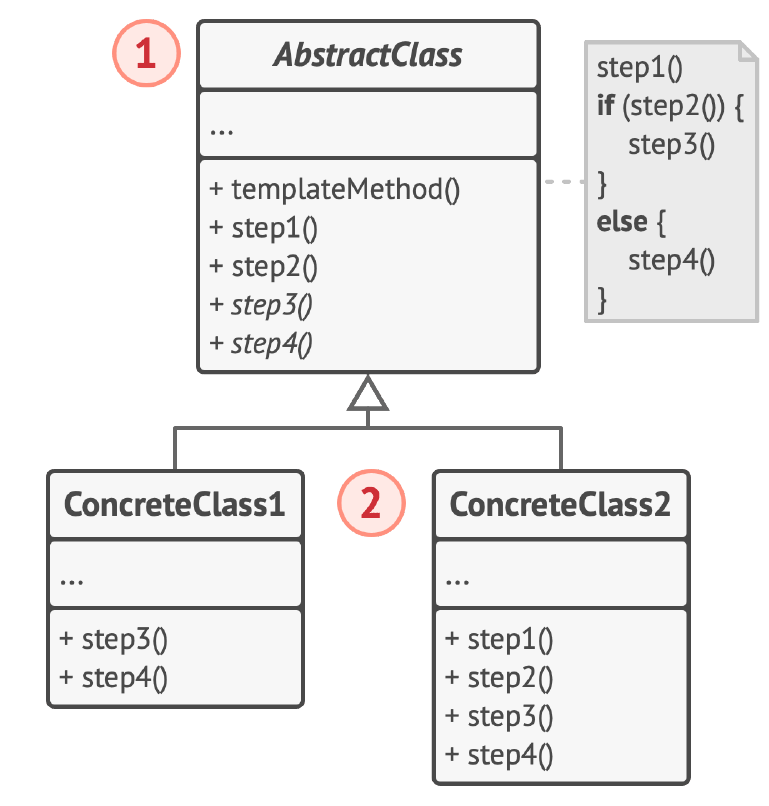 1
AbstractClass
...
+ templateMethod()
+ step1()
+ step2()
+ step3()
+ step4()
step1()
if (step2()) {
step3()
}
else {
step4()
}
ConcreteClass1
...
+ step3()
+ step4()
2
ConcreteClass2
...
+ step1()
+ step2()
+ step3()
+ step4()